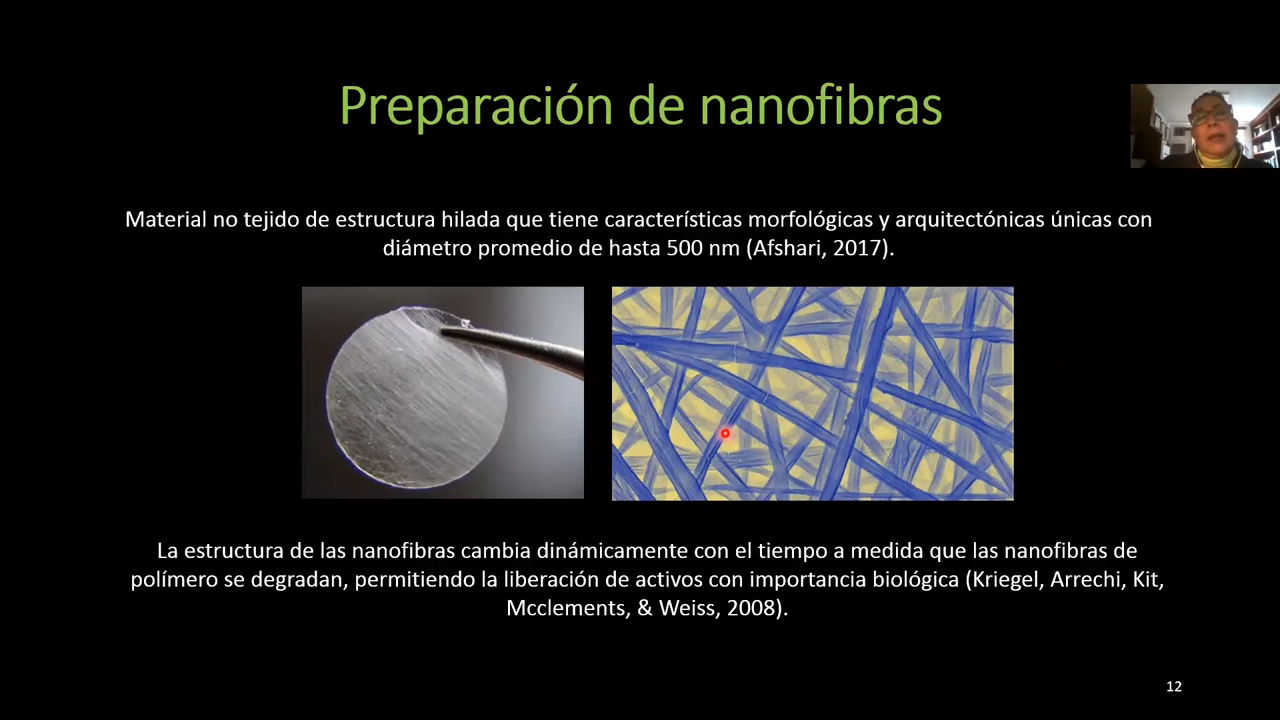 Preparación de nanofibras
Material no tejido de estructura hilada que tiene características morfológicas y arquitectónicas únicas con
diámetro promedio de hasta 500 nm (Afshari, 2017).
La estructura de las nanofibras cambia dinámicamente con el tiempo a medida que las nanofibras de
polímero se degradan, permitiendo la liberación de activos con importancia biológica (Kriegel, Arrechi, Kit,
Mcclements, & Weiss, 2008).
12